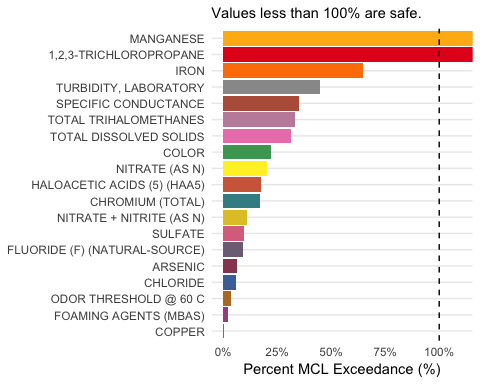 Values less than 100% are safe.
MANGANESE
1,2,3-TRICHLOROPROPANE
IRON
TURBIDITY, LABORATORY
SPECIFIC CONDUCTANCE
TOTAL TRIHALOMETHANES
TOTAL DISSOLVED SOLIDS
COLOR
NITRATE (AS N)
HALOACETIC ACIDS (5) (HAA5)
CHROMIUM (TOTAL)
NITRATE + NITRITE (AS N)
SULFATE
FLUORIDE (F) (NATURAL-SOURCE)
ARSENIC
CHLORIDE
ODOR THRESHOLD @ 60 C
FOAMING AGENTS (MBAS)
COPPER
0% 25% 50% 75% 100%
Percent MCL Exceedance (%)